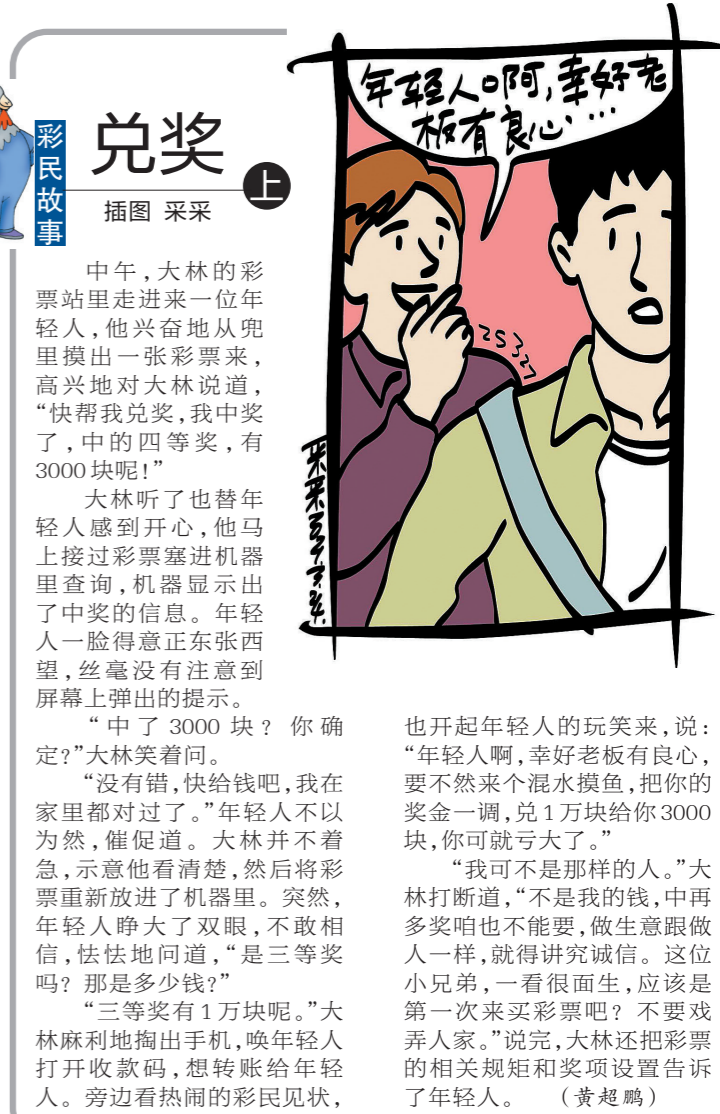 彩民故事
兑奖
上
插图 采采
年轻人啊,幸好老
板有良心…
中午,大林的彩
票站里走进来一位年
轻人,他兴奋地从兜
里摸出一张彩票来,
高兴地对大林说道,
“快帮我兑奖,我中奖
了,中的四等奖,有
3000块呢!”
大林听了也替年
轻人感到开心,他马
上接过彩票塞进机器
里查询,机器显示出
了中奖的信息。年轻
人一脸得意正东张西
望,丝毫没有注意到
屏幕上弹出的提示。
“中了3000块?你确
定?”大林笑着问。
“没有错,快给钱吧,我在
家里都对过了。”年轻人不以
为然,催促道。大林并不着
急,示意他看清楚,然后将彩
票重新放进了机器里。突然,
年轻人睁大了双眼,不敢相
信,怯怯地问道,“是三等奖
吗?那是多少钱?”
“三等奖有1万块呢。”大
林麻利地掏出手机,唤年轻人
打开收款码,想转账给年轻
人。旁边看热闹的彩民见状,
也开起年轻人的玩笑来,说:
“年轻人啊,幸好老板有良心,
要不然来个混水摸鱼,把你的
奖金一调,兑1万块给你3000
块,你可就亏大了。”
“我可不是那样的人。”大
林打断道,“不是我的钱,中再
多奖咱也不能要,做生意跟做
人一样,就得讲究诚信。这位
小兄弟,一看很面生,应该是
第一次来买彩票吧?不要戏
弄人家。”说完,大林还把彩票
的相关规矩和奖项设置告诉
了年轻人。 (黄超鹏)